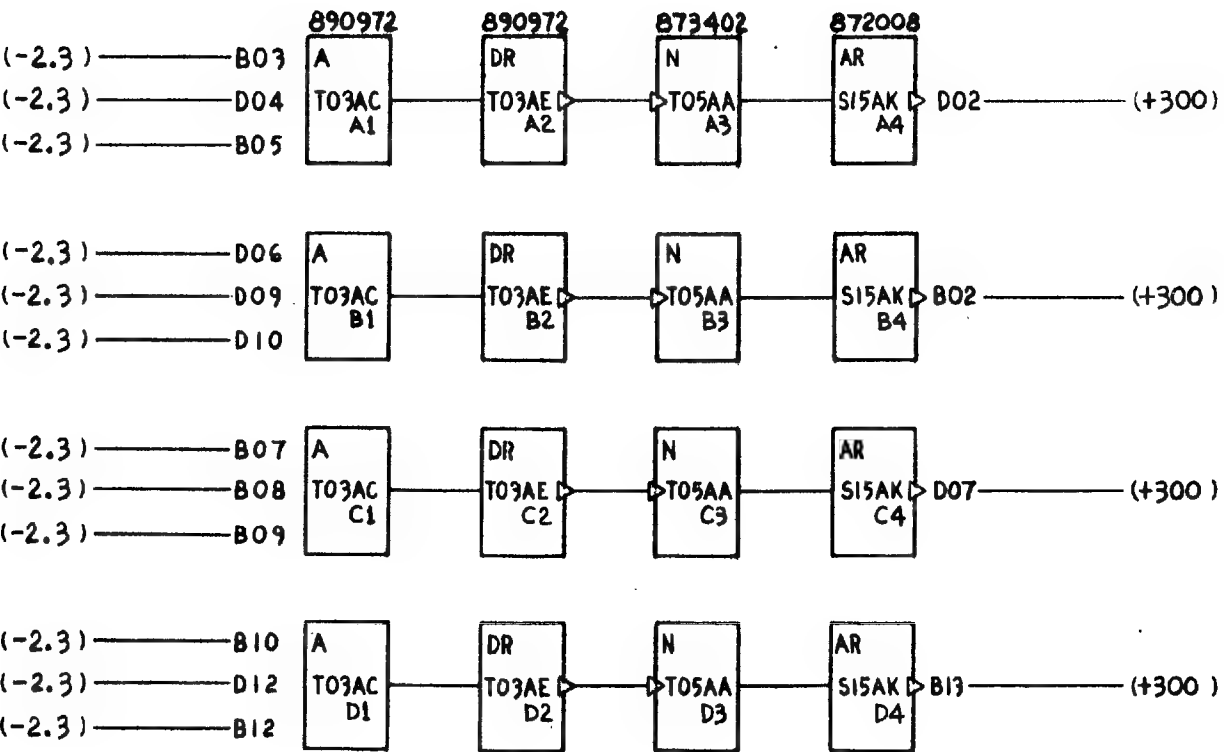 890972 890972 873402 872008
(-2.3) B03 A DR N AR
(-2.3) D04 T03AC T03AE T05AA S15AK D02 (+300)
A1 A2 A3 A4
(-2.3) B05
(-2.3) D06 A DR N AR
(-2.3) D09 T03AC T03AE T05AA S15AK B02 (+300)
B1 B2 B3 B4
(-2.3) D10
(-2.3) B07 A DR N AR
(-2.3) B08 T03AC T03AE T05AA S15AK D07 (+300)
C1 C2 C3 C4
(-2.3) B09
(-2.3) B10 A DR N AR
(-2.3) D12 T03AC T03AE T05AA S15AK B13 (+300)
D1 D2 D3 D4
(-2.3) B12